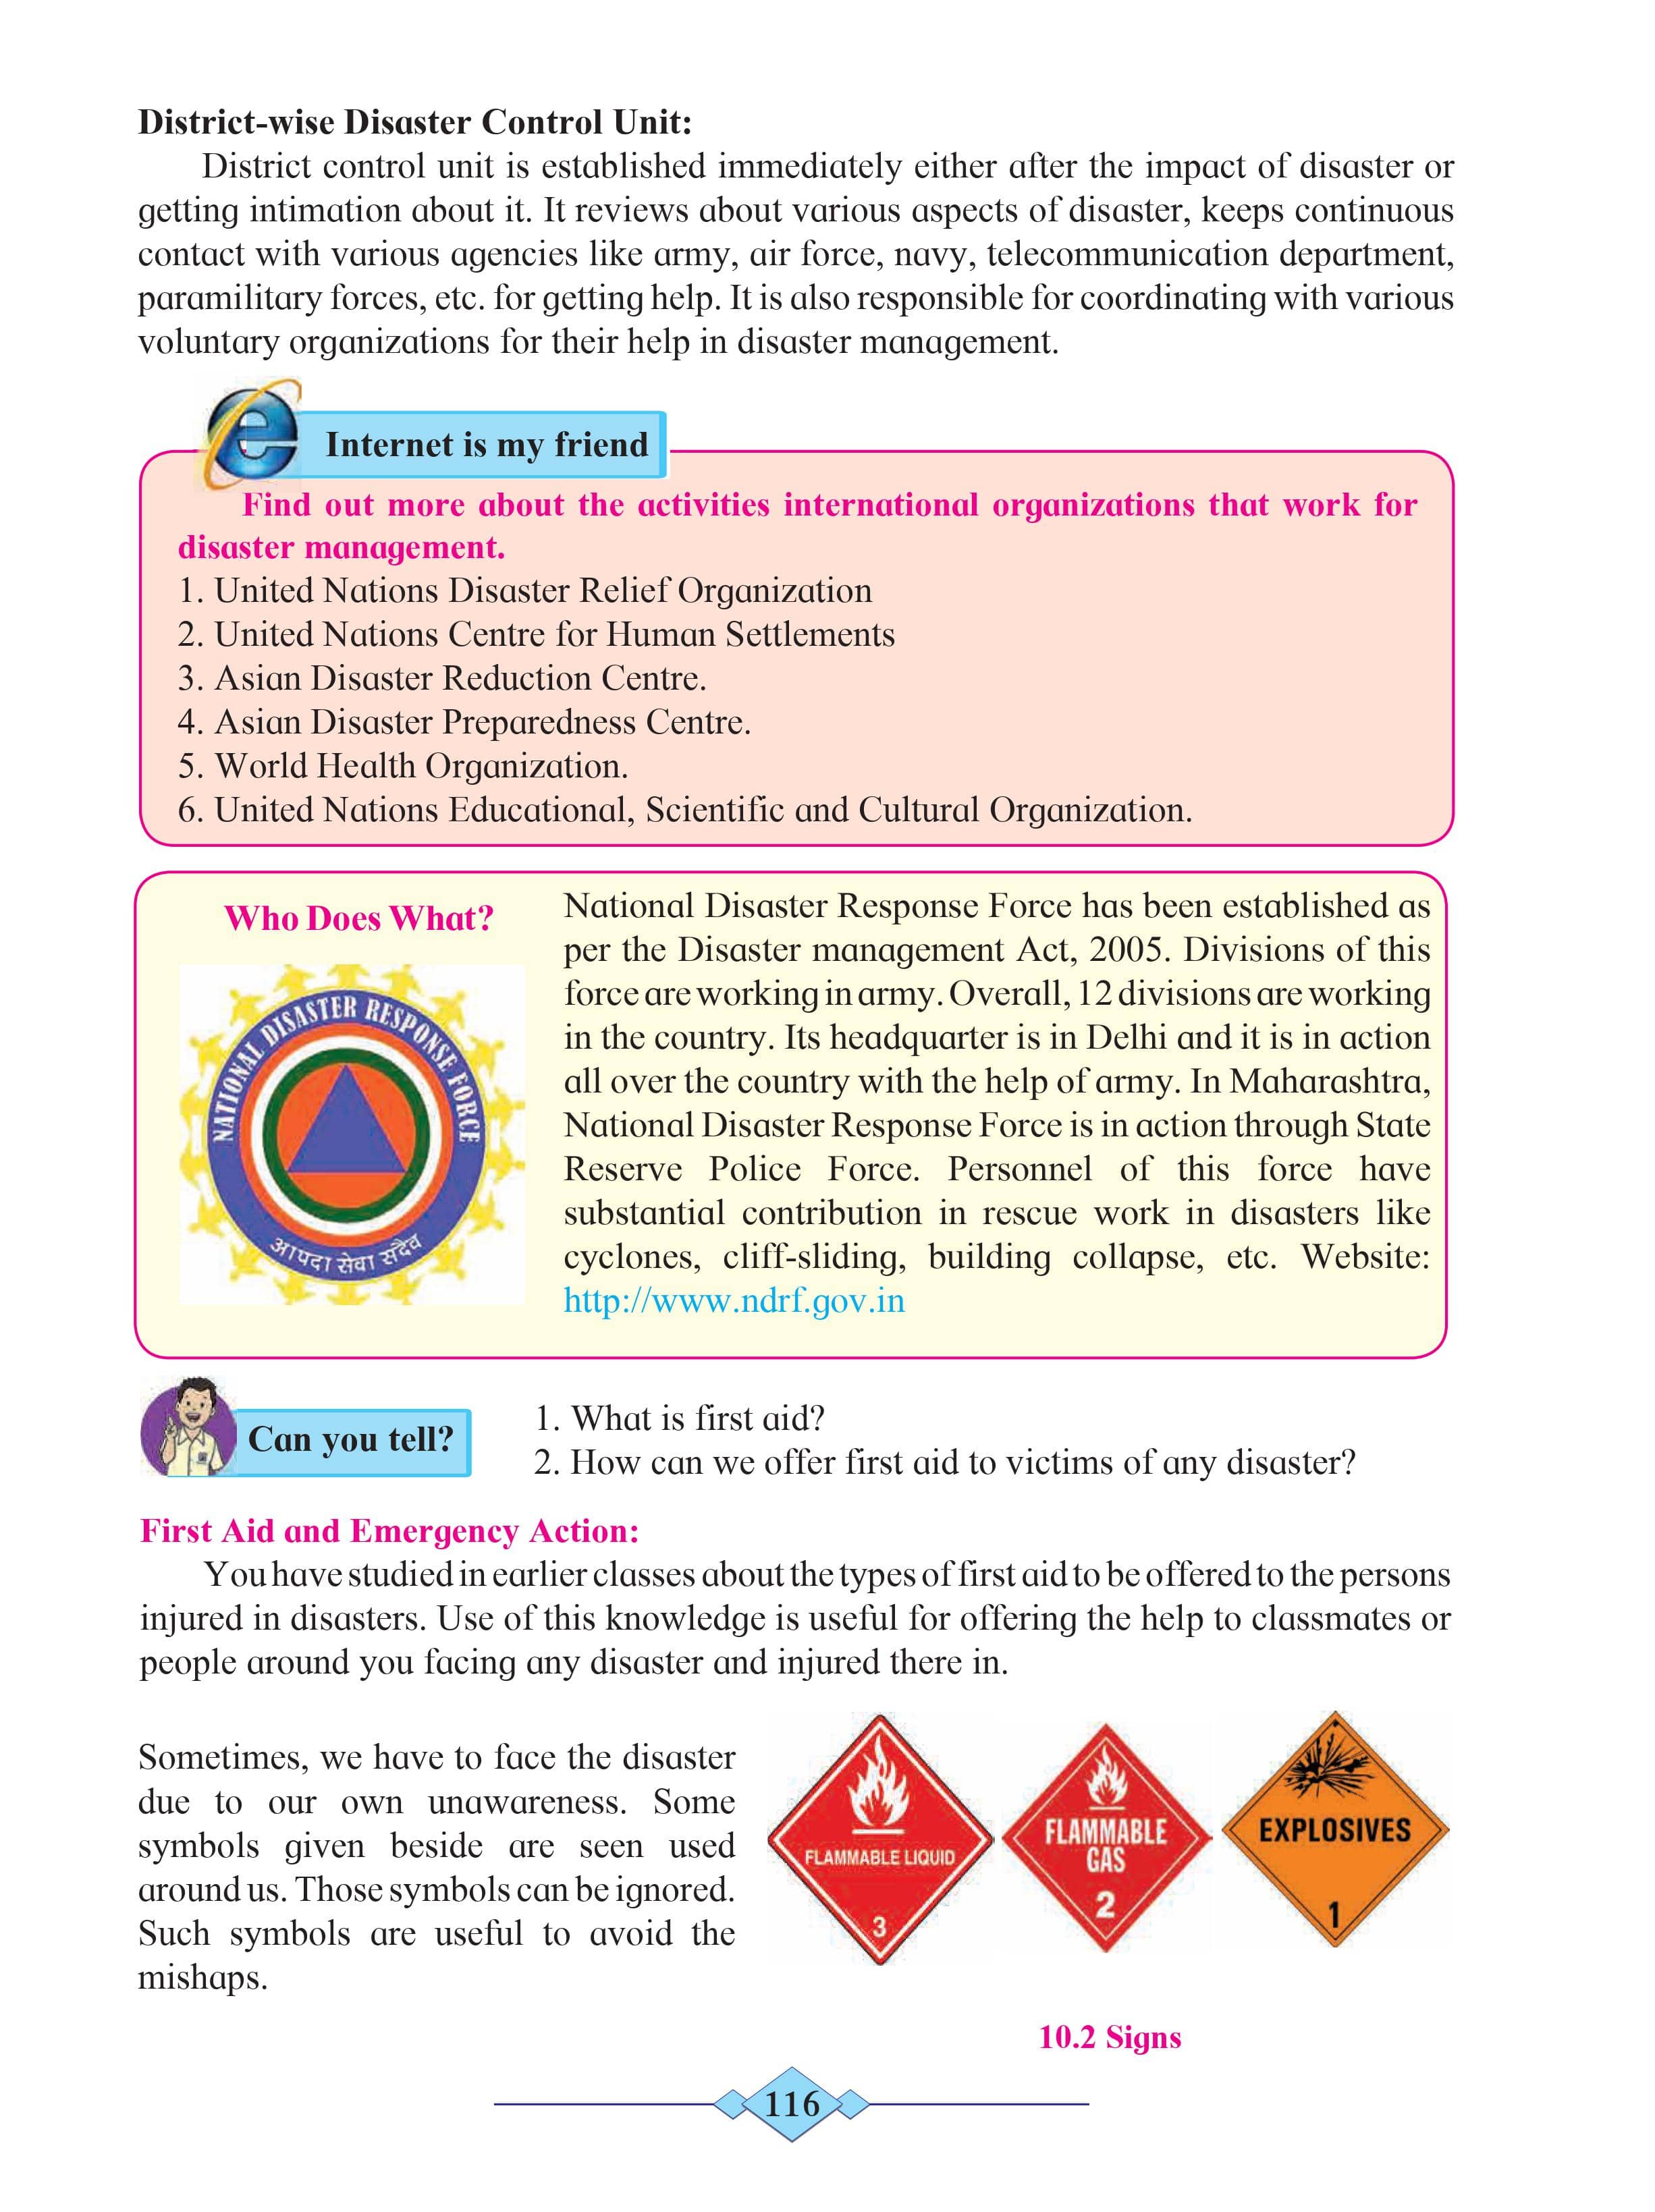 District-wise Disaster Control Unit:
District control unit is established immediately either after the impact of disaster or
getting intimation about it. It reviews about various aspects of disaster, keeps continuous
contact with various agencies like army, air force, navy, telecommunication department,
paramilitary forces, etc. for getting help. It is also responsible for coordinating with various
voluntary organizations for their help in disaster management.
Internet is my friend
Find out more about the activities international organizations that work for
disaster management.
1. United Nations Disaster Relief Organization
2. United Nations Centre for Human Settlements
3. Asian Disaster Reduction Centre.
4. Asian Disaster Preparedness Centre.
5. World Health Organization.
6. United Nations Educational, Scientific and Cultural Organization.
Who Does What?
NATIONAL DISASTER RESPONSE FORCE
आपदा सेवा सदैव
National Disaster Response Force has been established as
per the Disaster management Act, 2005. Divisions of this
force are working in army. Overall, 12 divisions are working
in the country. Its headquarter is in Delhi and it is in action
all over the country with the help of army. In Maharashtra,
National Disaster Response Force is in action through State
Reserve Police Force. Personnel of this force have
substantial contribution in rescue work in disasters like
cyclones, cliff-sliding, building collapse, etc. Website:
http://www.ndrf.gov.in
Can you tell?
1. What is first aid?
2. How can we offer first aid to victims of any disaster?
First Aid and Emergency Action:
You have studied in earlier classes about the types of first aid to be offered to the persons
injured in disasters. Use of this knowledge is useful for offering the help to classmates or
people around you facing any disaster and injured there in.
Sometimes, we have to face the disaster
due to our own unawareness. Some
symbols given beside are seen used
around us. Those symbols can be ignored.
Such symbols are useful to avoid the
mishaps.
FLAMMABLE LIQUID
3
FLAMMABLE
GAS
2
EXPLOSIVES
1
10.2 Signs
116